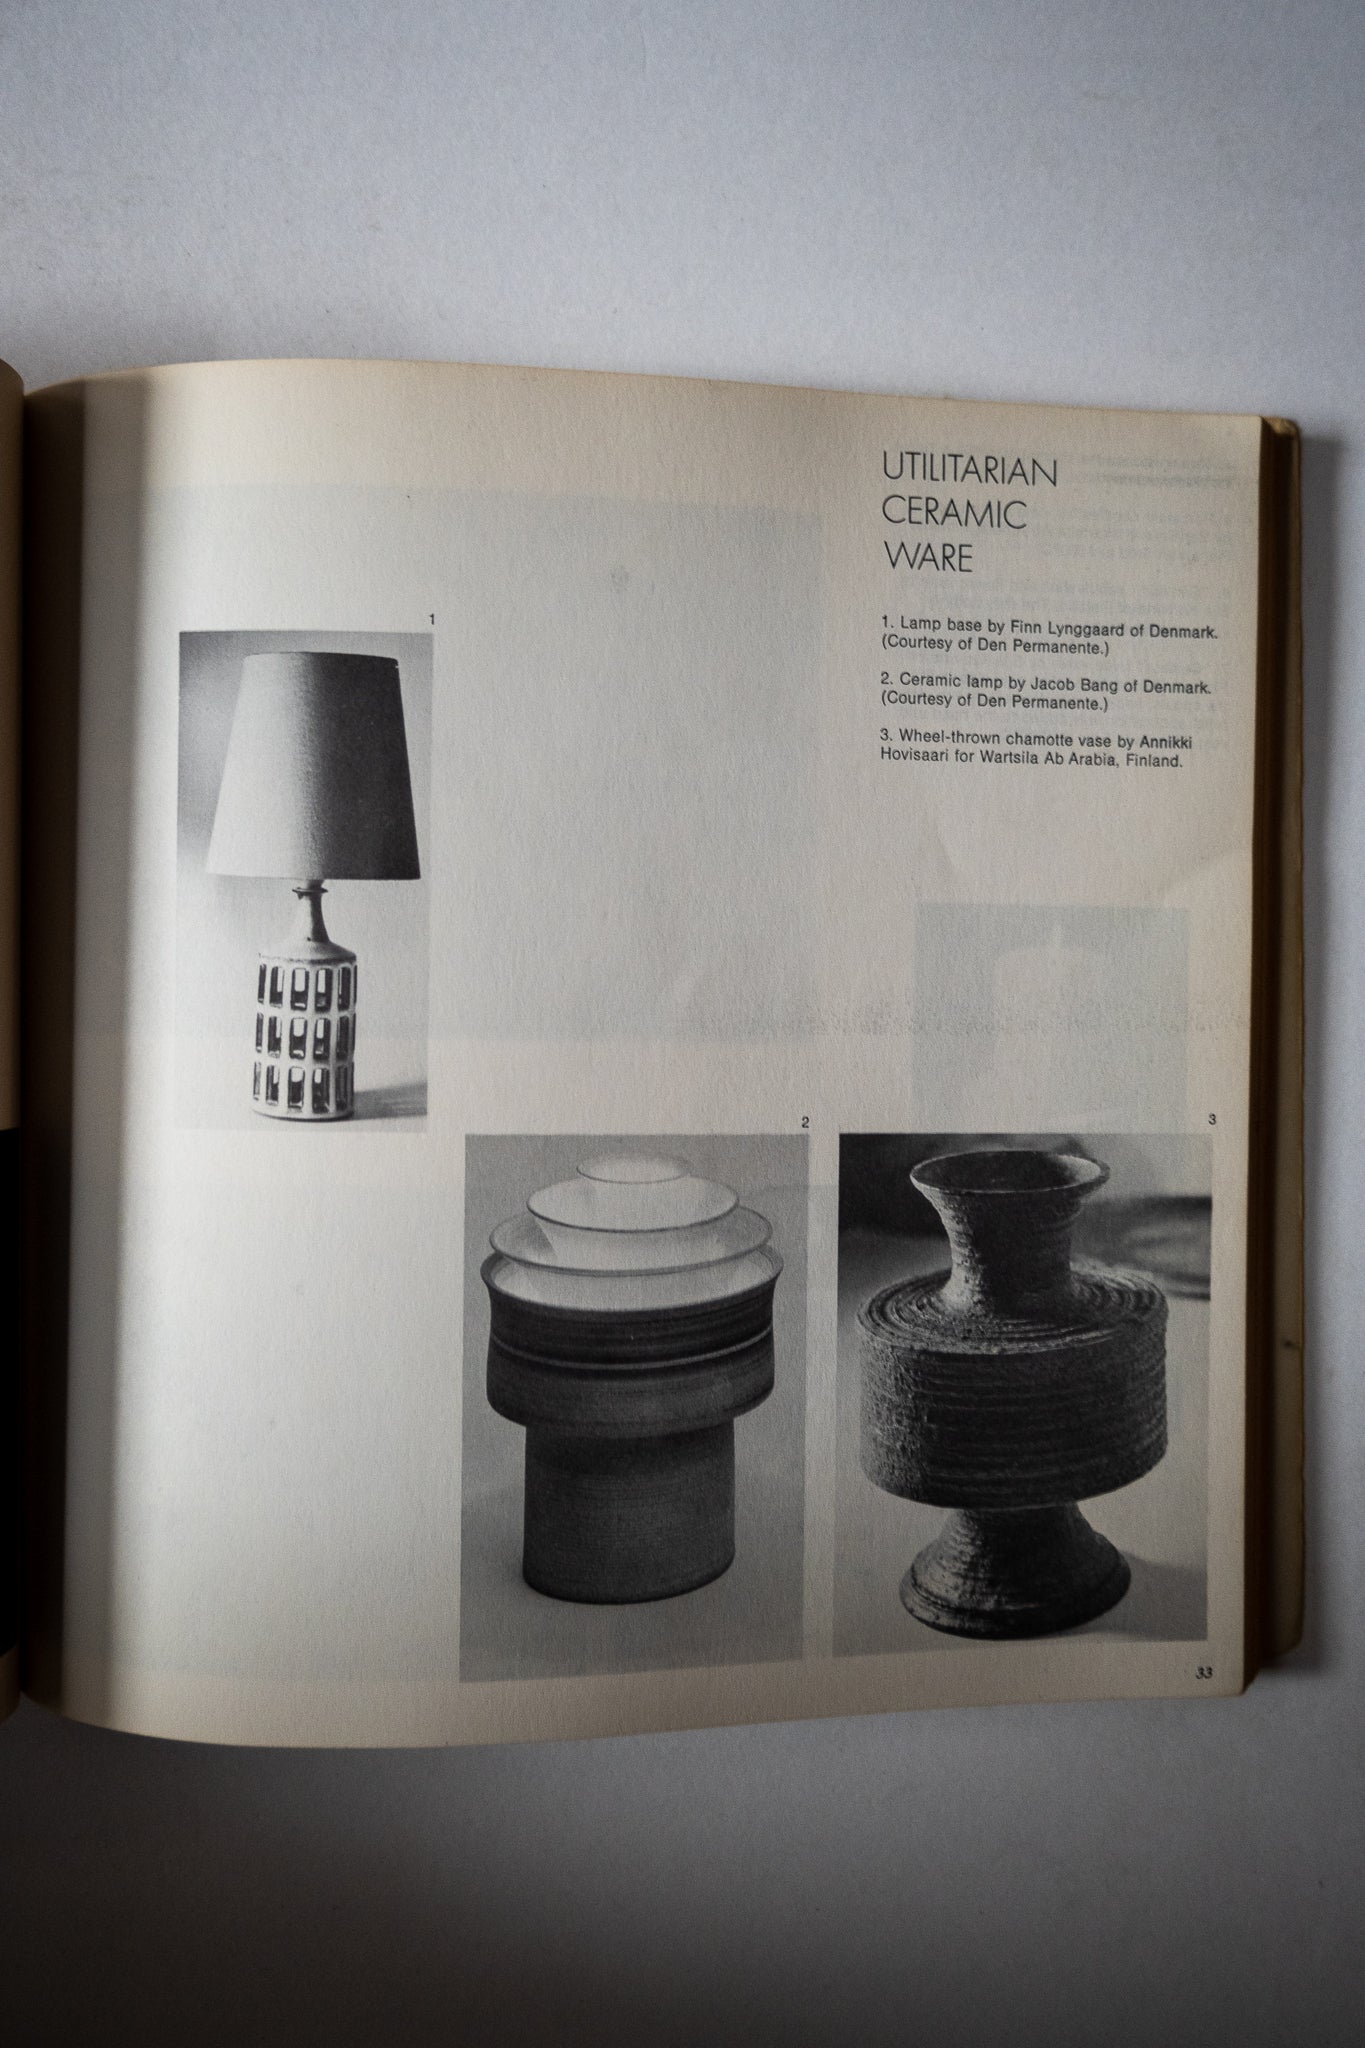 UTILITARIAN
CERAMIC
WARE
1. Lamp base by Finn Lynggaard of Denmark.
(Courtesy of Den Permanente.)
2. Ceramic lamp by Jacob Bang of Denmark.
(Courtesy of Den Permanente.)
3. Wheel-thrown chamotte vase by Annikki
Hovisaari for Wartsila Ab Arabia, Finland.
1
2
3
33